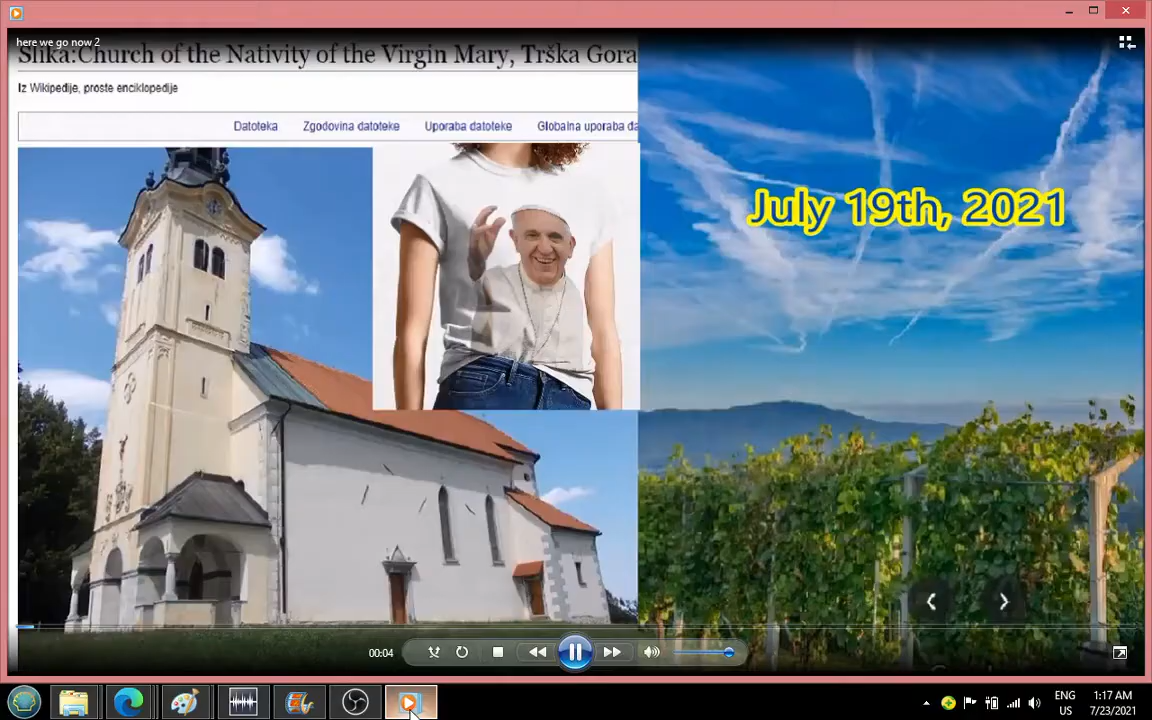 here we go now 2
Slika:Church of the Nativity of the Virgin Mary, Trška Gora
Iz Wikipedije, proste enciklopedije
Datoteka Zgodovina datoteke Uporaba datoteke Globalna uporaba da
July 19th, 2021
00:04
ENG 1:17 AM
US 7/23/2021